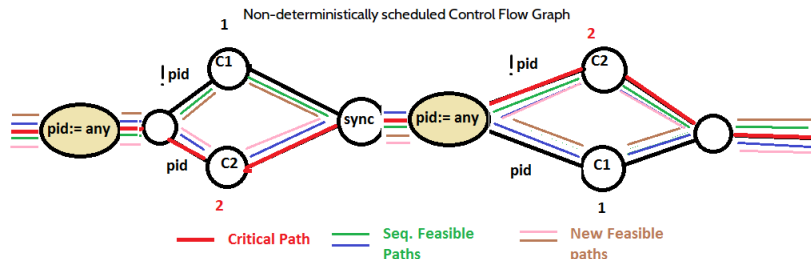 Non-deterministically scheduled Control Flow Graph
1
! pid
C1
pid:= any
pid
C2
2
sync
pid:= any
2
! pid
C2
pid
C1
1
Critical Path
Seq. Feasible
Paths
New Feasible
paths